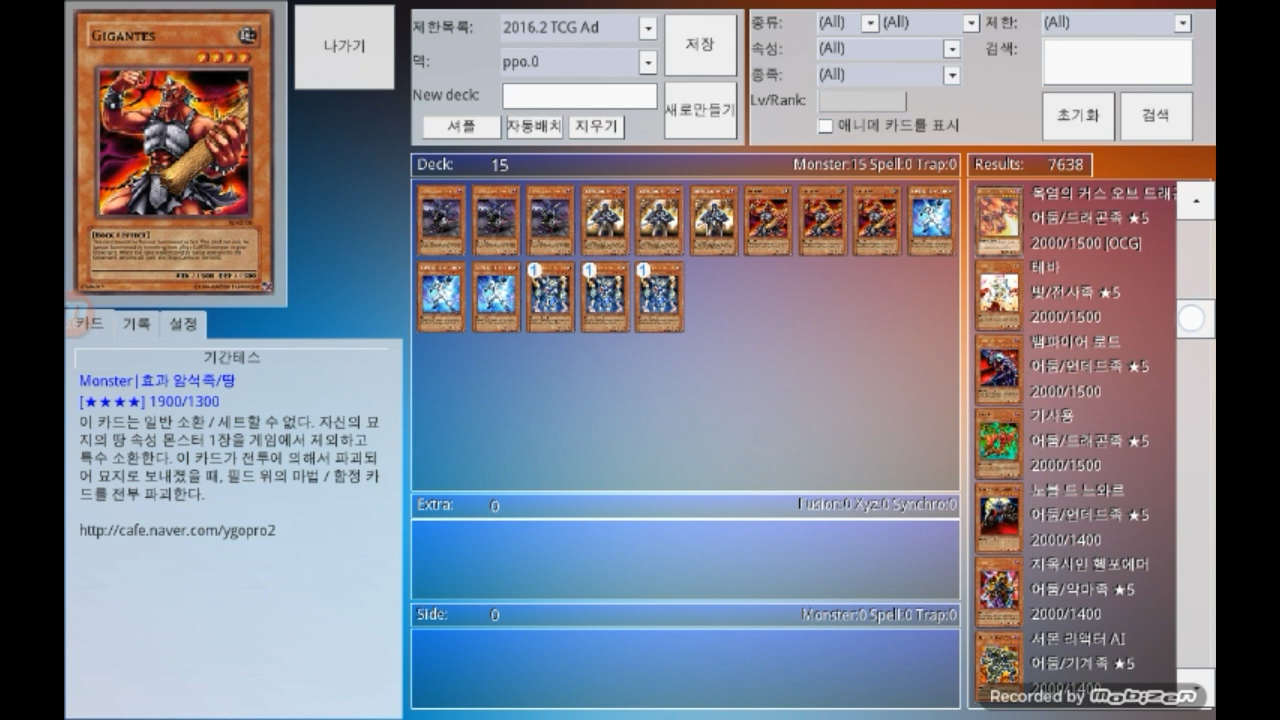 GIGANTES
나가기
제한목록:
2016.2 TCG Ad
저장
덱:
ppo.0
New deck:
새로만들기
셔플
자동배치
지우기
종류:
(All)
(All)
제한:
(All)
속성:
(All)
검색:
종족:
(All)
Lv/Rank:
애니메 카드를 표시
초기화
검색
Deck:
15
Monster:15 Spell:0 Trap:0
Results:
7638
1
1
1
Extra:
0
Fusion:0 Xyz:0 Synchro:0
Side:
0
Monster:0 Spell:0 Trap:0
카드
기록
설정
기간테스
Monster|효과 암석족/땅
[★★★★] 1900/1300
이 카드는 일반 소환 / 세트할 수 없다. 자신의 묘
지의 땅 속성 몬스터 1장을 게임에서 제외하고
특수 소환한다. 이 카드가 전투에 의해서 파괴되
어 묘지로 보내졌을 때, 필드 위의 마법 / 함정 카
드를 전부 파괴한다.
http://cafe.naver.com/ygopro2
옥염의 커스 오브 드래곤
어둠/드래곤족 ★5
2000/1500 [OCG]
테바
빛/전사족 ★5
2000/1500
뱀파이어 로드
어둠/언데드족 ★5
2000/1500
기사룡
어둠/드래곤족 ★5
2000/1500
노블 드 느와르
어둠/언데드족 ★5
2000/1400
지옥시인 헬포에머
어둠/악마족 ★5
2000/1400
서몬 리액터 AI
어둠/기계족 ★5
2000/1400
Recorded by mobizen